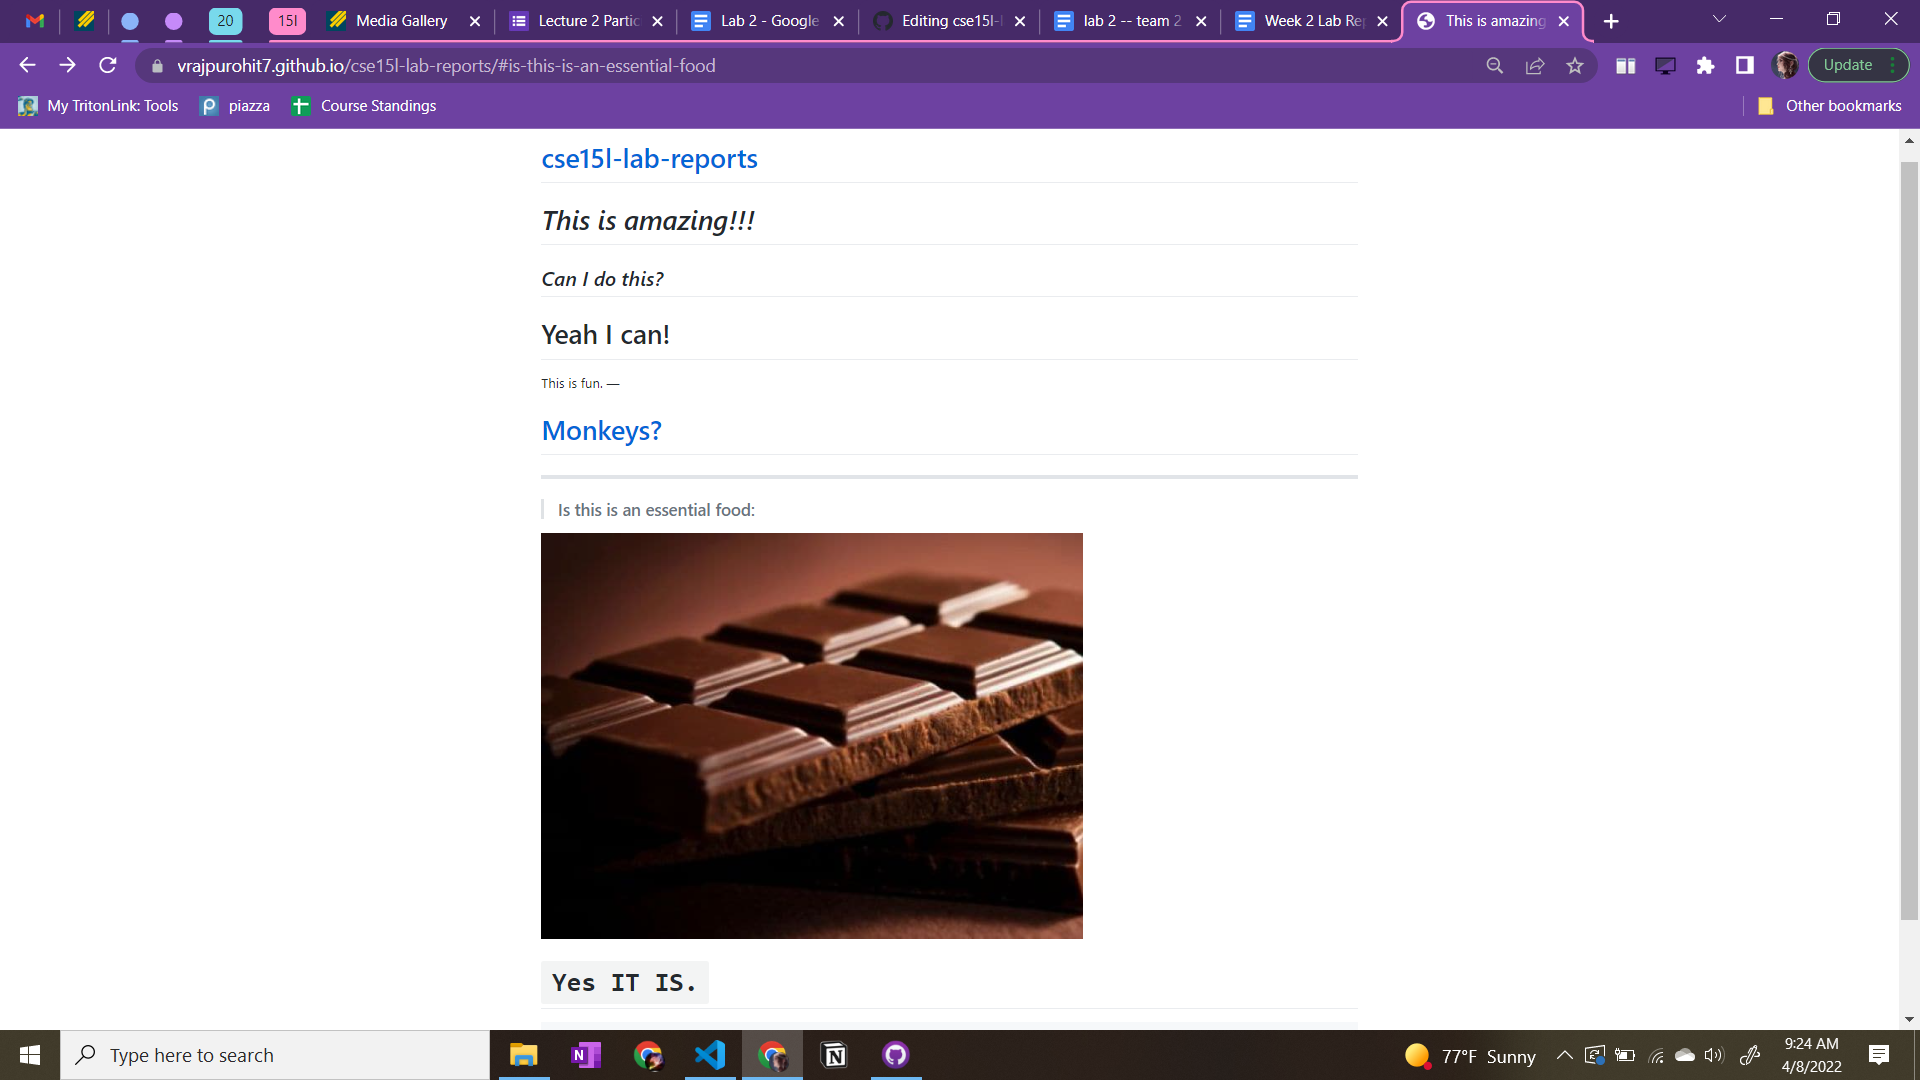 20
15l
Media Gallery
Lecture 2 Partic
Lab 2 - Google
Editing cse15l-
lab 2 -- team 2
Week 2 Lab Re
This is amazing
vrajpurohit7.github.io/cse15l-lab-reports/#is-this-is-an-essential-food
Update
My TritonLink: Tools
piazza
Course Standings
Other bookmarks
cse15l-lab-reports
This is amazing!!!
Can I do this?
Yeah I can!
This is fun. —
Monkeys?
Is this is an essential food:
Yes IT IS.
Type here to search
77°F Sunny
9:24 AM
4/8/2022